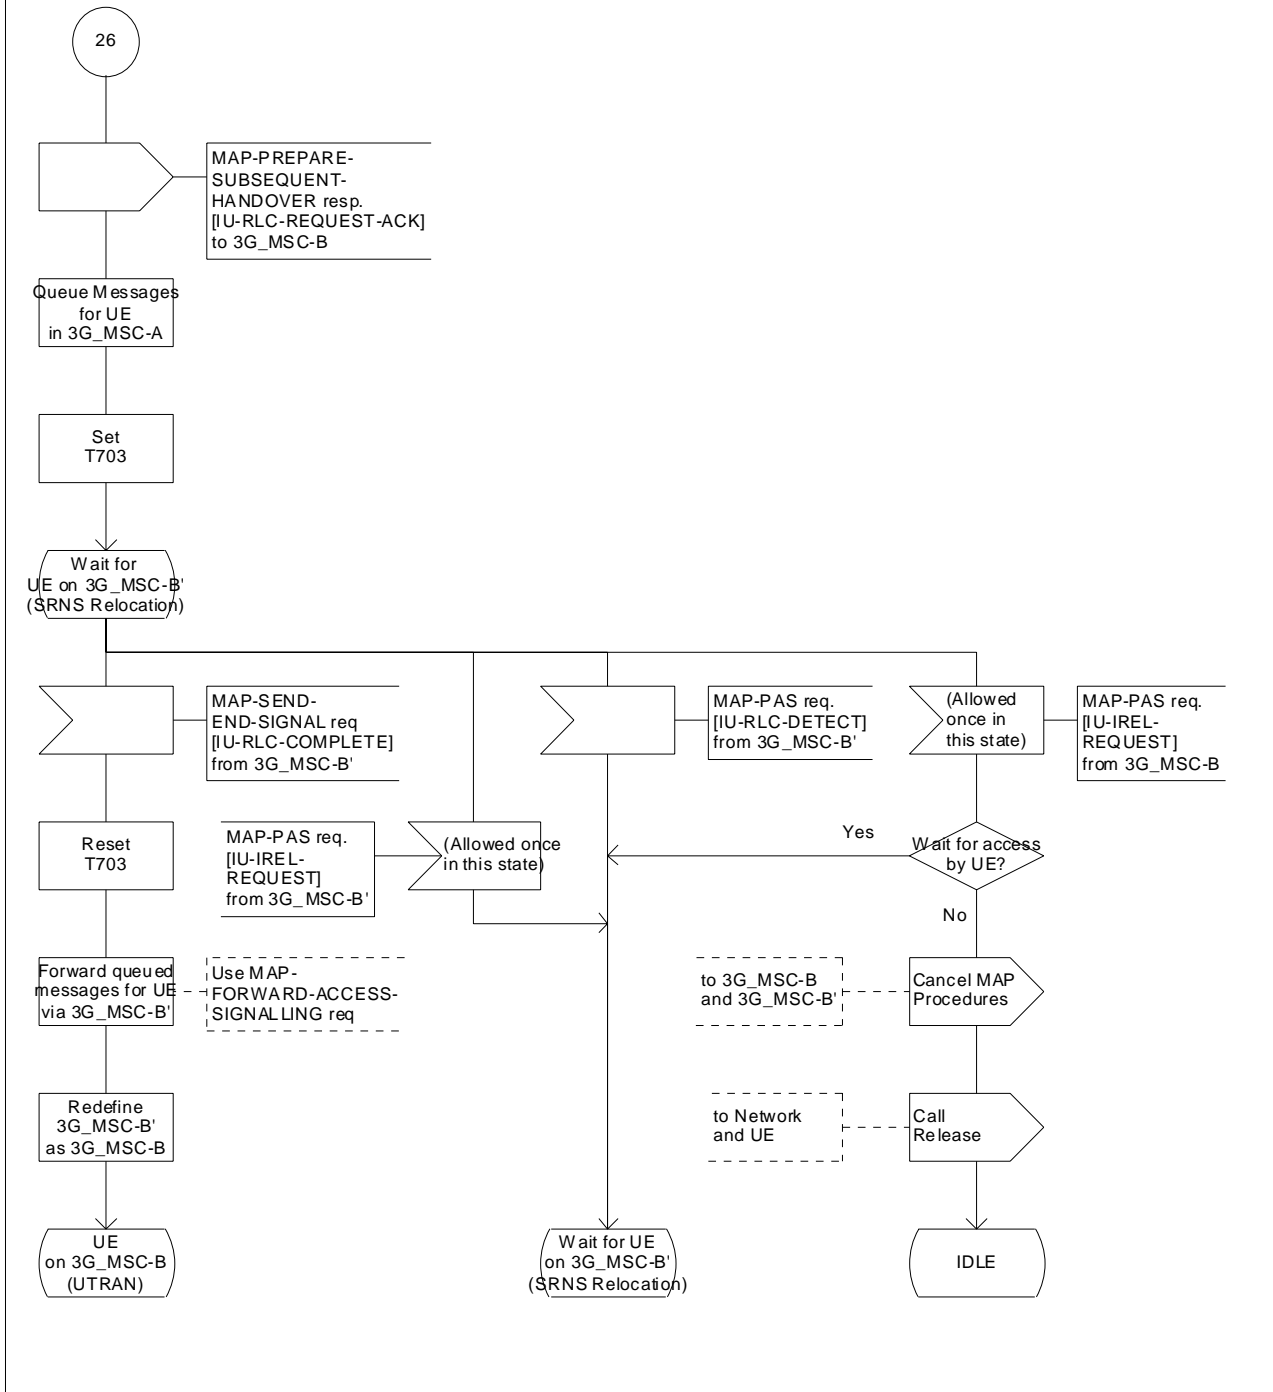 26
MAP-PREPARE-
SUBSEQUENT-
HANDOVER resp.
[IU-RLC-REQUEST-ACK]
to 3G_MSC-B
Queue Messages
for UE
in 3G_MSC-A
Set
T703
Wait for
UE on 3G_MSC-B'
(SRNS Relocation)
MAP-SEND-
END-SIGNAL req
[IU-RLC-COMPLETE]
from 3G_MSC-B'
MAP-PAS req.
[IU-RLC-DETECT]
from 3G_MSC-B'
(Allowed
once in
this state)
MAP-PAS req.
[IU-IREL-
REQUEST]
from 3G_MSC-B
Reset
T703
MAP-PAS req.
[IU-IREL-
REQUEST]
from 3G_MSC-B'
(Allowed once
in this state)
Yes
Wait for access
by UE?
No
Forward queued
messages for UE
via 3G_MSC-B'
Use MAP-
FORWARD-ACCESS-
SIGNALLING req
to 3G_MSC-B
and 3G_MSC-B'
Cancel MAP
Procedures
Redefine
3G_MSC-B'
as 3G_MSC-B
to Network
and UE
Call
Release
UE
on 3G_MSC-B
(UTRAN)
Wait for UE
on 3G_MSC-B'
(SRNS Relocation)
IDLE